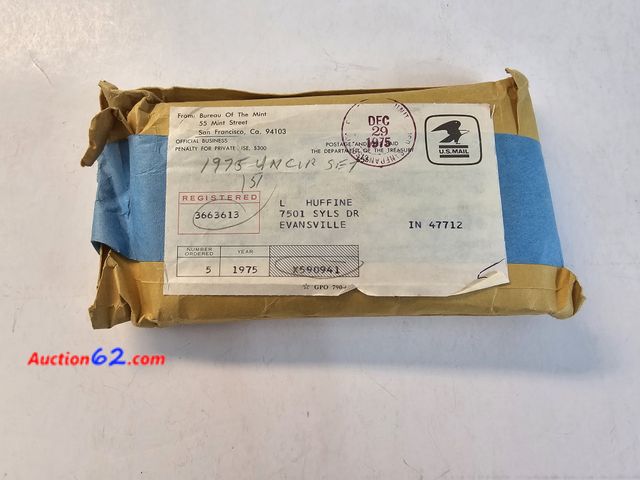 From: Bureau Of The Mint
55 Mint Street
San Francisco, Ca. 94103
OFFICIAL BUSINESS
PENALTY FOR PRIVATE USE, $300
DEC
29
1975
POSTAGE AND PAID
THE DEPARTMENT OF THE TREASURY
U.S. MAIL
1975 UNCIR SET
REGISTERED
3663613
L HUFFINE
7501 SYLS DR
EVANSVILLE IN 47712
NUMBER ORDERED YEAR
5 1975 X590941
☆ GPO 790-
Auction62.com